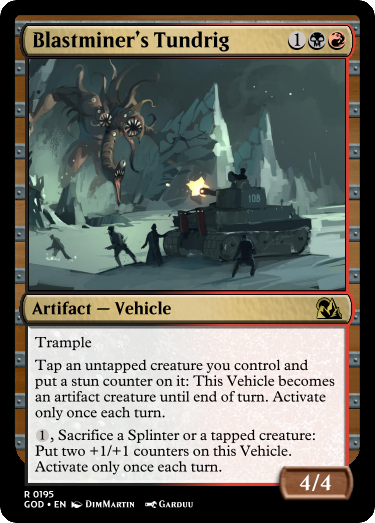 Blastminer's Tundrig 1
108
Artifact — Vehicle
Trample
Tap an untapped creature you control and
put a stun counter on it: This Vehicle becomes
an artifact creature until end of turn. Activate
only once each turn.
1, Sacrifice a Splinter or a tapped creature:
Put two +1/+1 counters on this Vehicle.
Activate only once each turn.
4/4
R 0195
GOD • EN DimMartin Garduu